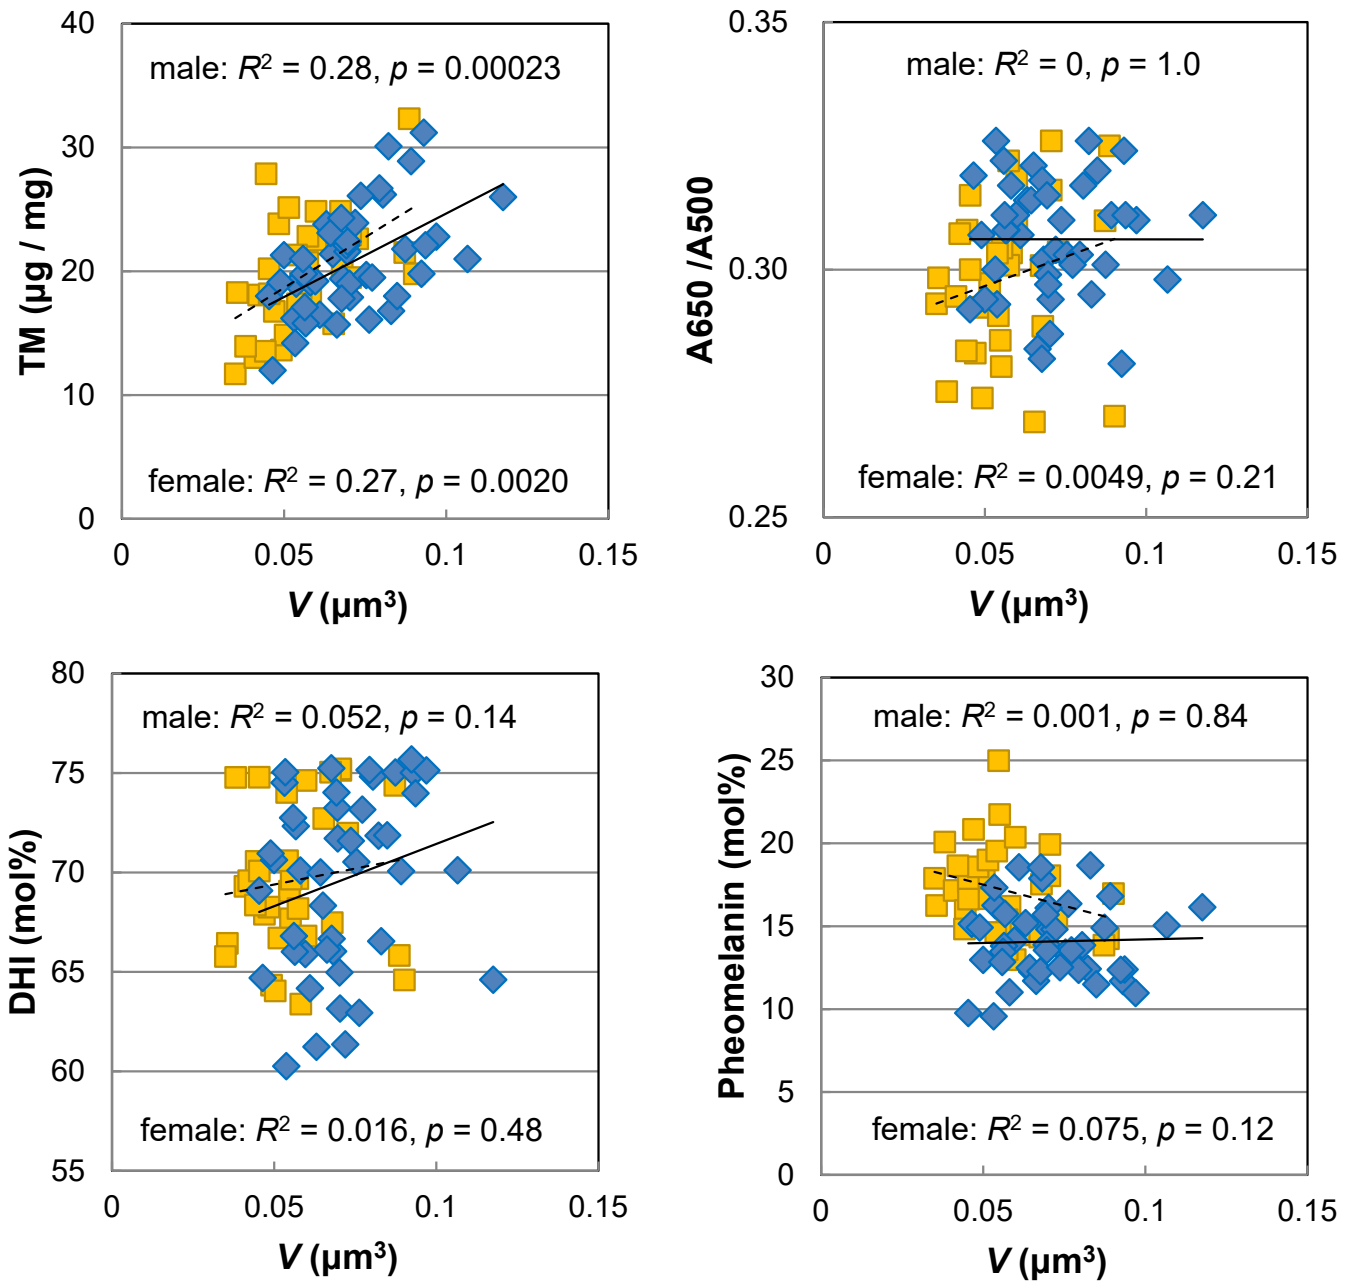 40
30
20
10
0
TM (µg / mg)
male: R² = 0.28, p = 0.00023
female: R² = 0.27, p = 0.0020
0 0.05 0.1 0.15
V (µm³)
0.35
0.30
0.25
A650 /A500
male: R² = 0, p = 1.0
female: R² = 0.0049, p = 0.21
0 0.05 0.1 0.15
V (µm³)
80
75
70
65
60
55
DHI (mol%)
male: R² = 0.052, p = 0.14
female: R² = 0.016, p = 0.48
0 0.05 0.1 0.15
V (µm³)
30
25
20
15
10
5
0
Pheomelanin (mol%)
male: R² = 0.001, p = 0.84
female: R² = 0.075, p = 0.12
0 0.05 0.1 0.15
V (µm³)